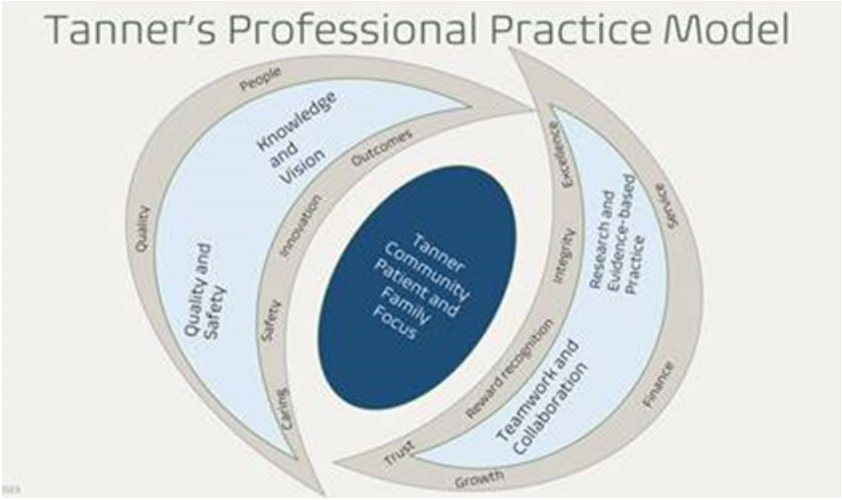 Tanner's Professional Practice Model
People
Quality
Knowledge
and
Vision
Quality and
Safety
Outcomes
Innovation
Safety
Caring
Tanner
Community
Patient and
Family
Focus
Excellence
Integrity
Reward recognition
Trust
Research and
Evidence-based
Practice
Teamwork and
Collaboration
Service
Finance
Growth